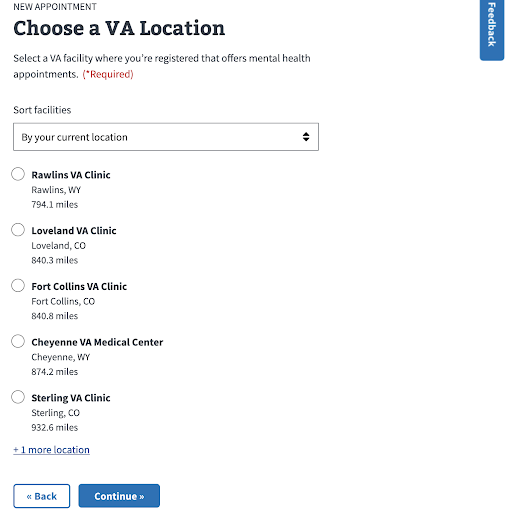 NEW APPOINTMENT
Choose a VA Location
Feedback
Select a VA facility where you're registered that offers mental health
appointments. (*Required)
Sort facilities
By your current location
Rawlins VA Clinic
Rawlins, WY
794.1 miles
Loveland VA Clinic
Loveland, CO
840.3 miles
Fort Collins VA Clinic
Fort Collins, CO
840.8 miles
Cheyenne VA Medical Center
Cheyenne, WY
874.2 miles
Sterling VA Clinic
Sterling, CO
932.6 miles
+ 1 more location
« Back
Continue »